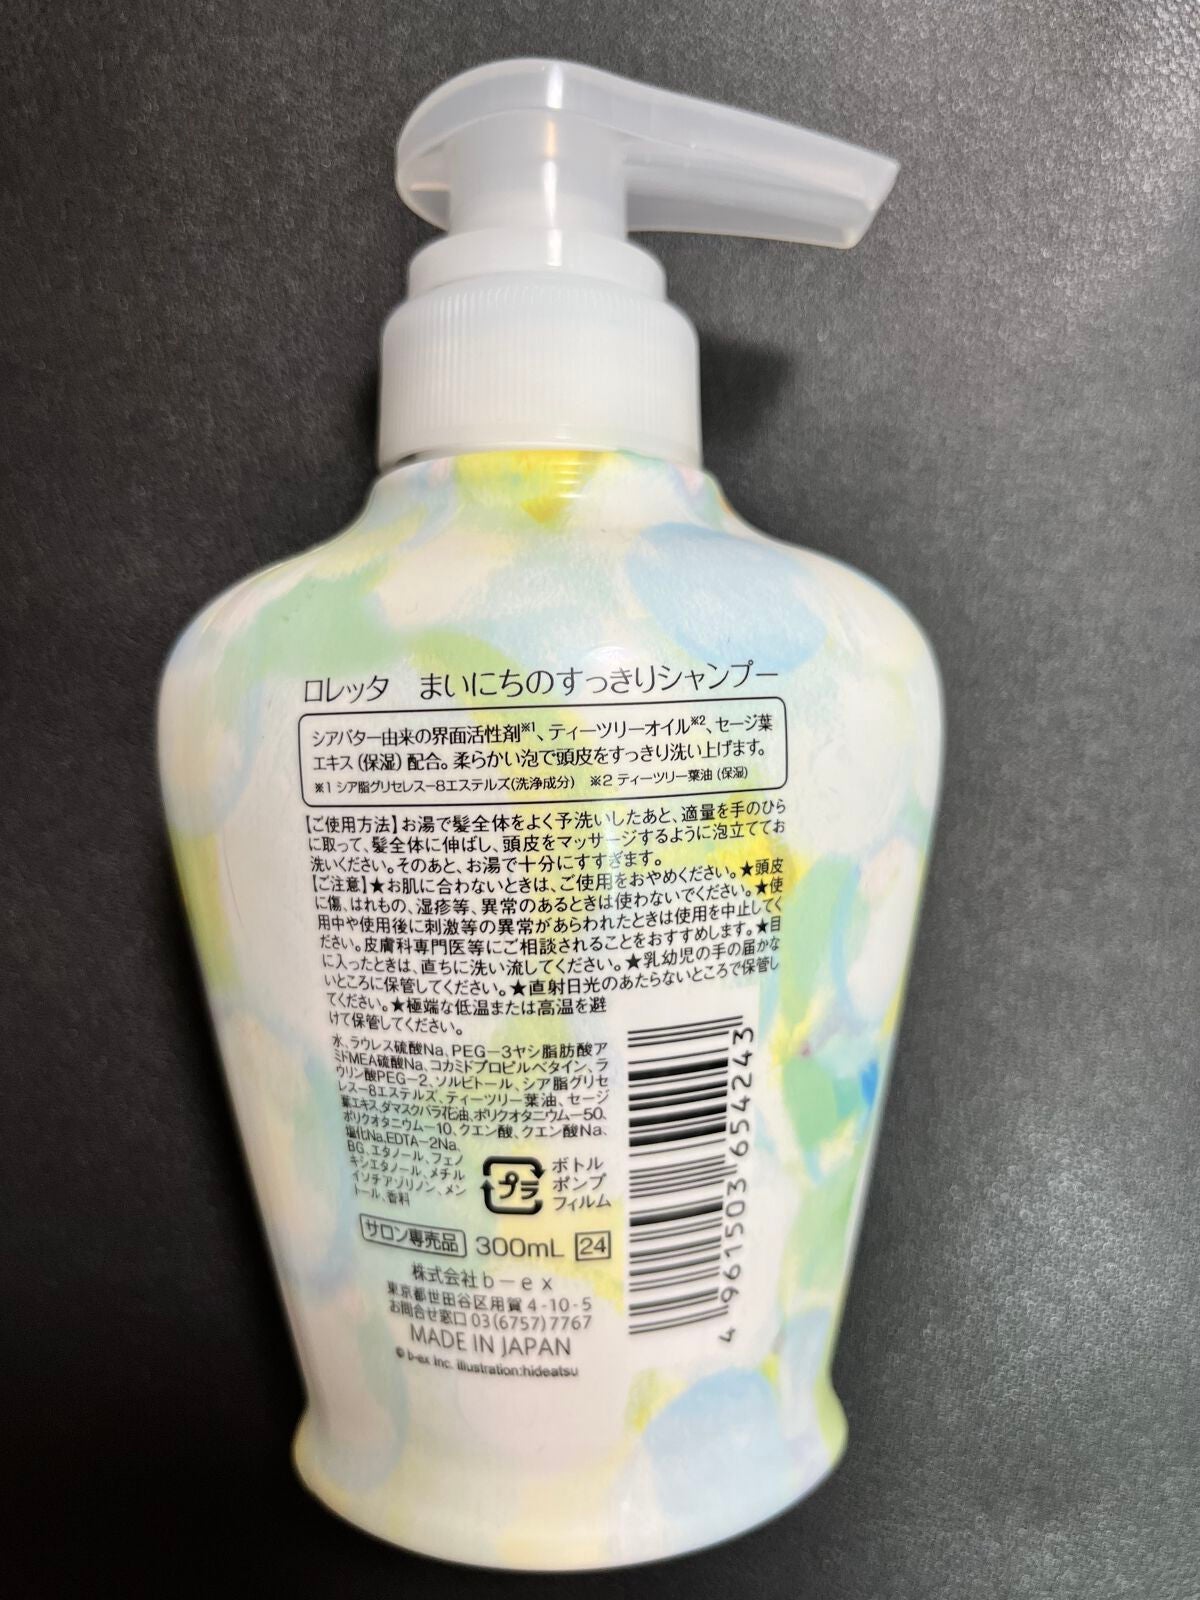 ロレッタ　まいにちのすっきりシャンプー
シアバター由来の界面活性剤※1、ティーツリーオイル※2、セージ葉
エキス（保湿）配合。柔らかい泡で頭皮をすっきり洗い上げます。
※1 シア脂グリセレス－8エステルズ(洗浄成分)　※2 ティーツリー葉油（保湿）
【ご使用方法】お湯で髪全体をよく予洗いしたあと、適量を手のひら
に取って、髪全体に伸ばし、頭皮をマッサージするように泡立ててお
洗いください。そのあと、お湯で十分にすすぎます。
【ご注意】★お肌に合わないときは、ご使用をおやめください。★頭皮
に傷、はれもの、湿疹等、異常のあるときは使わないでください。★使
用中や使用後に刺激等の異常があらわれたときは使用を中止してく
ださい。皮膚科専門医等にご相談されることをおすすめします。★目
に入ったときは、直ちに洗い流してください。★乳幼児の手の届かな
いところに保管してください。★直射日光のあたらないところで保管し
てください。★極端な低温または高温を避
けて保管してください。
水、ラウレス硫酸Na、PEG－3ヤシ脂肪酸ア
ミドMEA硫酸Na、コカミドプロピルベタイン、ラ
ウリン酸PEG－2、ソルビトール、シア脂グリセ
レス－8エステルズ、ティーツリー葉油、セージ
葉エキス、ダマスクバラ花油、ポリクオタニウム－50、
ポリクオタニウム－10、クエン酸、クエン酸Na、
塩化Na、EDTA－2Na、
BG、エタノール、フェノ
キシエタノール、メチル
イソチアゾリノン、メン
トール、香料
プラ
ボトル
ポンプ
フィルム
サロン専売品 300mL 24
株式会社ｂ－ｅｘ
東京都世田谷区用賀４-10-5
お問合せ窓口 03(6757)7767
MADE IN JAPAN
© b-ex Inc. illustration:hideatsu
4 961503 654243